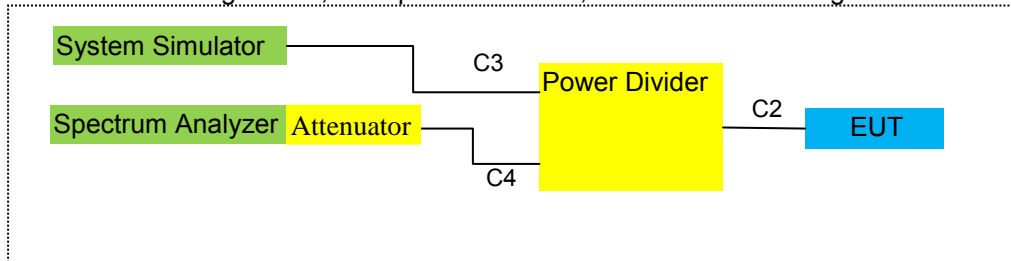 System Simulator
C3
Power Divider
C2
Spectrum Analyzer Attenuator
EUT
C4